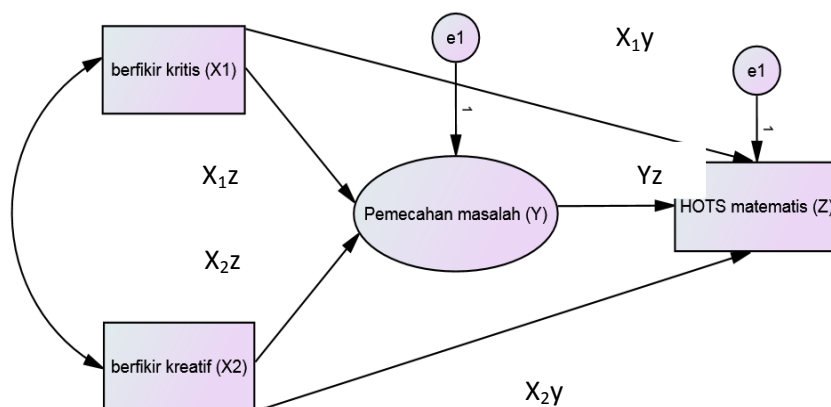 e1
X₁y
e1
berfikir kritis (X1)
1
1
X₁z
Yz
Pemecahan masalah (Y)
HOTS matematis (Z)
X₂z
berfikir kreatif (X2)
X₂y